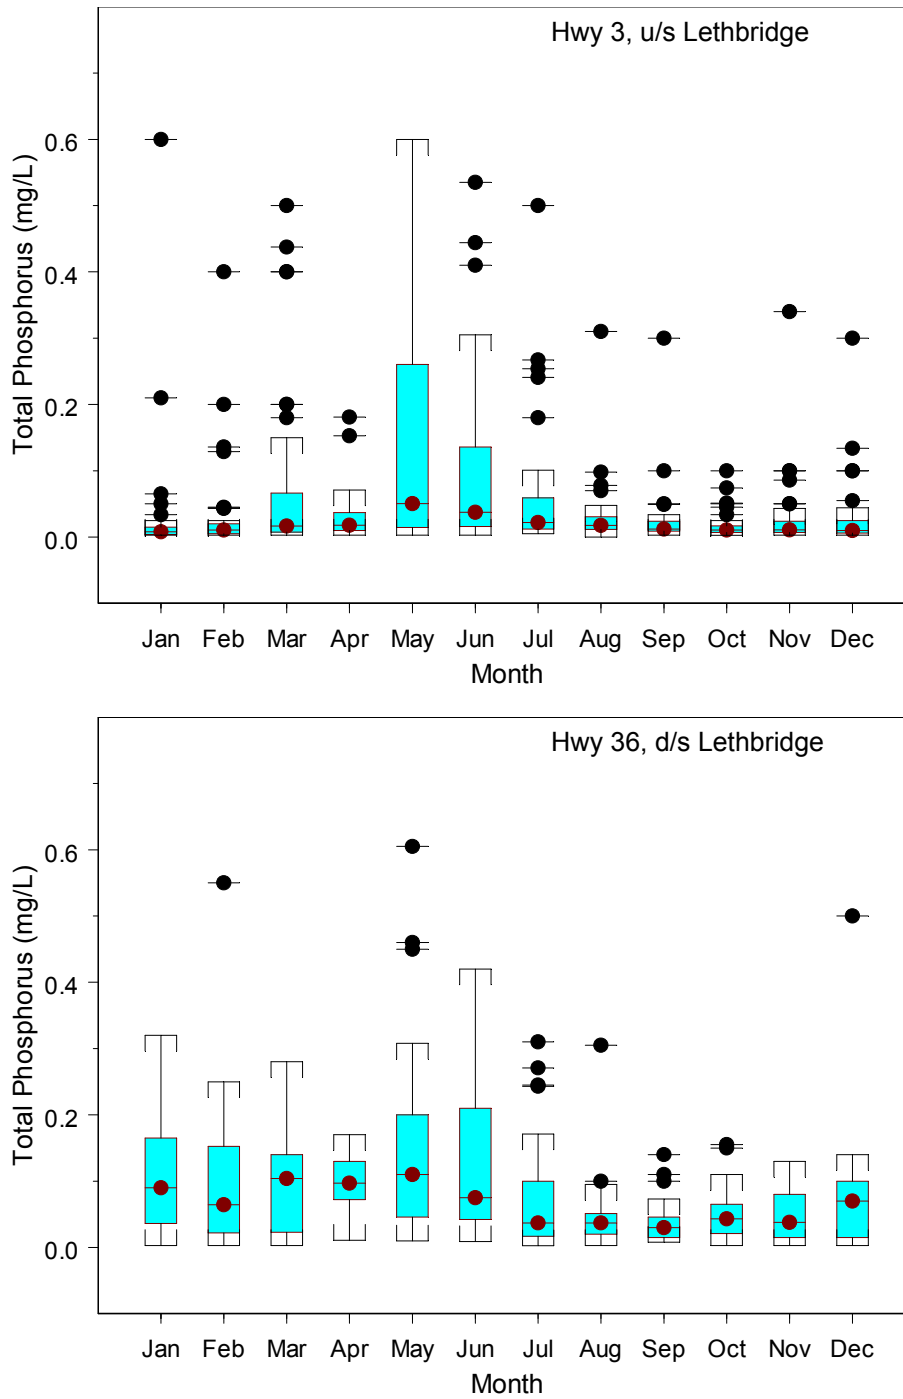 Hwy 3, u/s Lethbridge
Total Phosphorus (mg/L)
0.6
0.4
0.2
0.0
Jan Feb Mar Apr May Jun Jul Aug Sep Oct Nov Dec
Month
Hwy 36, d/s Lethbridge
Total Phosphorus (mg/L)
0.6
0.4
0.2
0.0
Jan Feb Mar Apr May Jun Jul Aug Sep Oct Nov Dec
Month